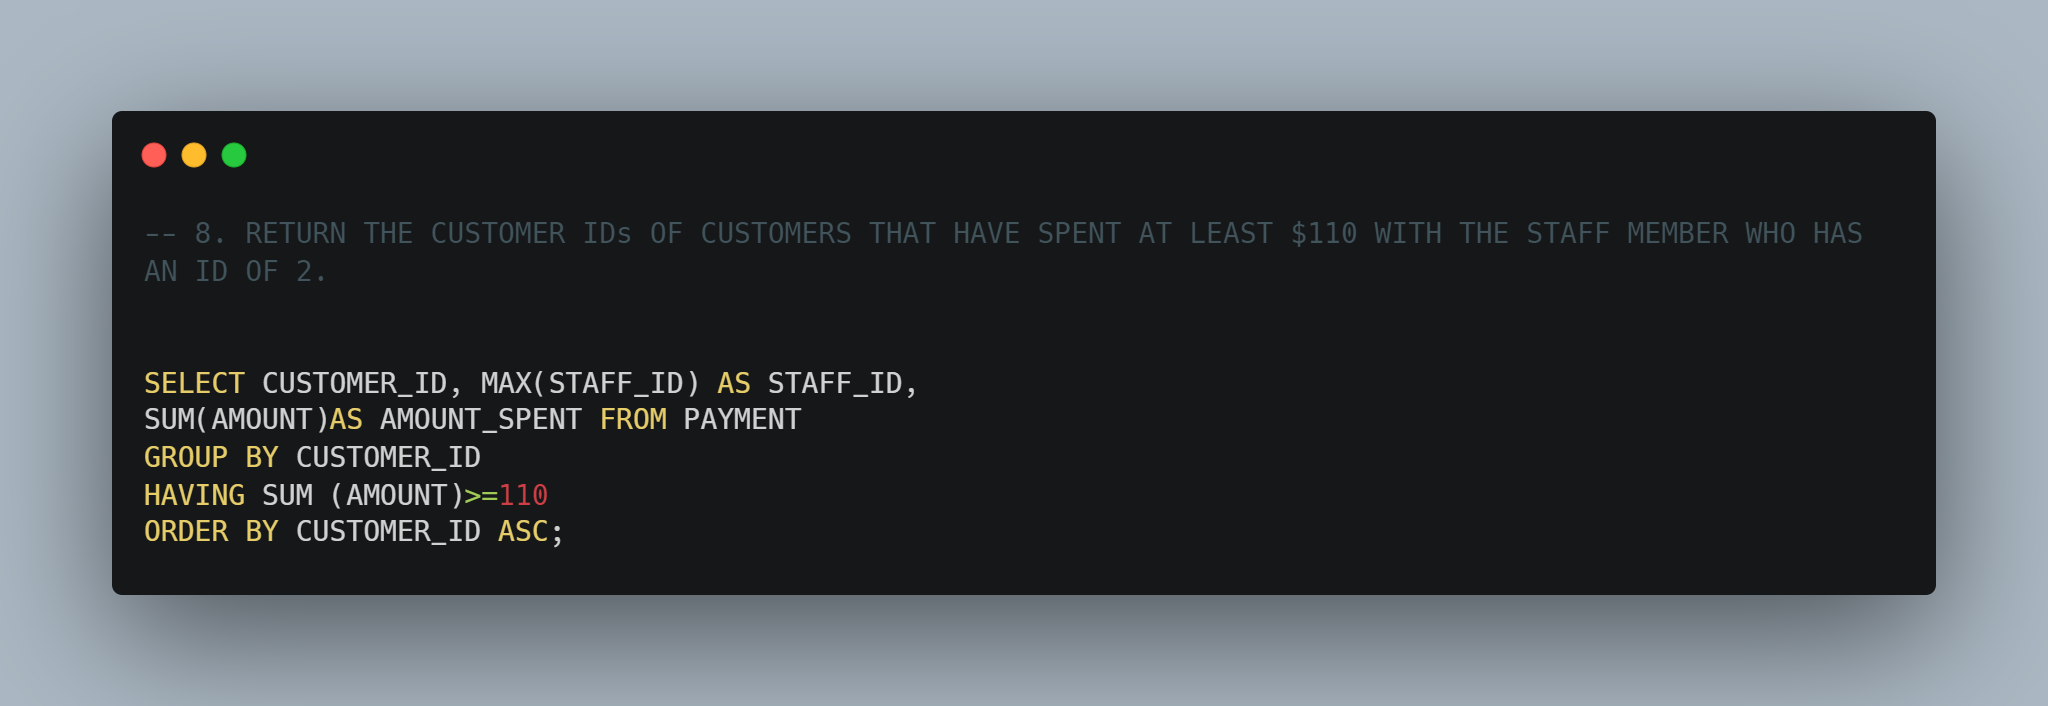 -- 8. RETURN THE CUSTOMER IDs OF CUSTOMERS THAT HAVE SPENT AT LEAST $110 WITH THE STAFF MEMBER WHO HAS
AN ID OF 2.
SELECT CUSTOMER_ID, MAX(STAFF_ID) AS STAFF_ID,
SUM(AMOUNT)AS AMOUNT_SPENT FROM PAYMENT
GROUP BY CUSTOMER_ID
HAVING SUM (AMOUNT)>=110
ORDER BY CUSTOMER_ID ASC;